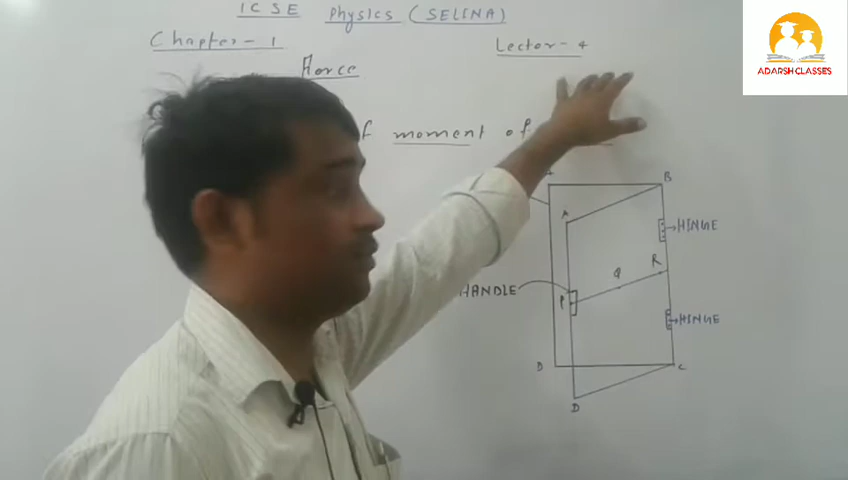 ICSE Physics (SELINA)
Chapter-1 Lector-4
Force
moment of
B
A
HINGE
R
Q
HANDLE P
HINGE
D C
D
ADARSH CLASSES